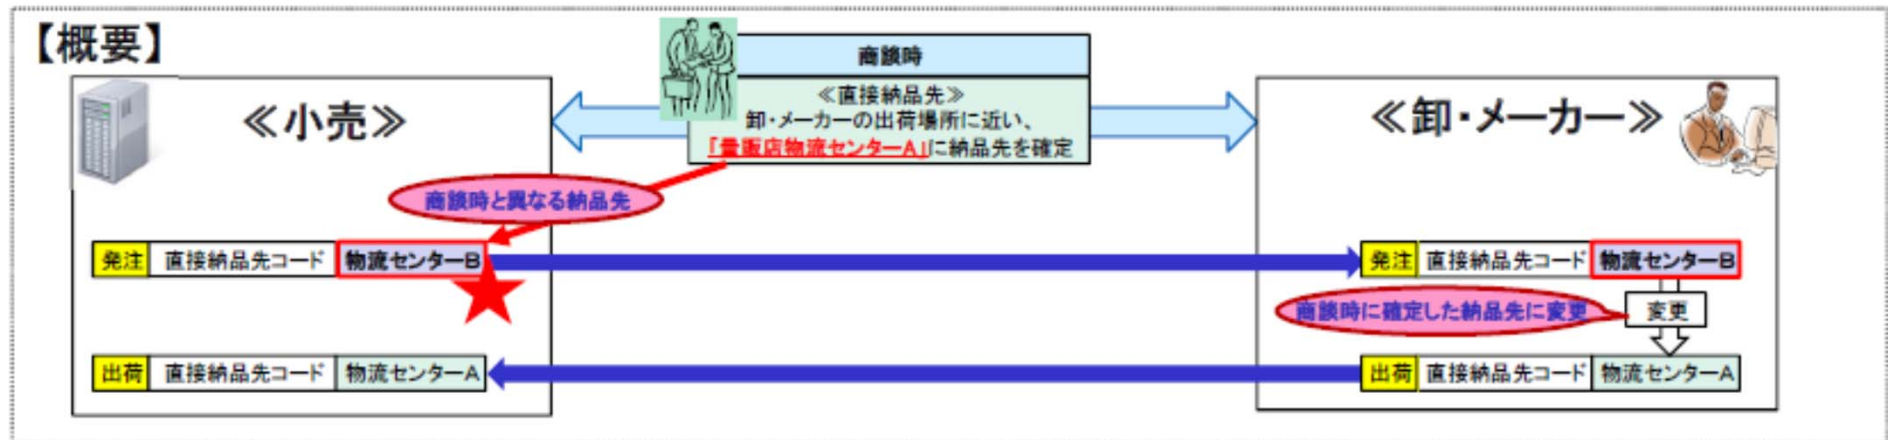 【概要】
商談時
≪直接納品先≫
卸・メーカーの出荷場所に近い、
「量販店物流センターA」に納品先を確定
≪小売≫
≪卸・メーカー≫
商談時と異なる納品先
発注 直接納品先コード 物流センターB
発注 直接納品先コード 物流センターB
商談時に確定した納品先に変更
変更
出荷 直接納品先コード 物流センターA
出荷 直接納品先コード 物流センターA